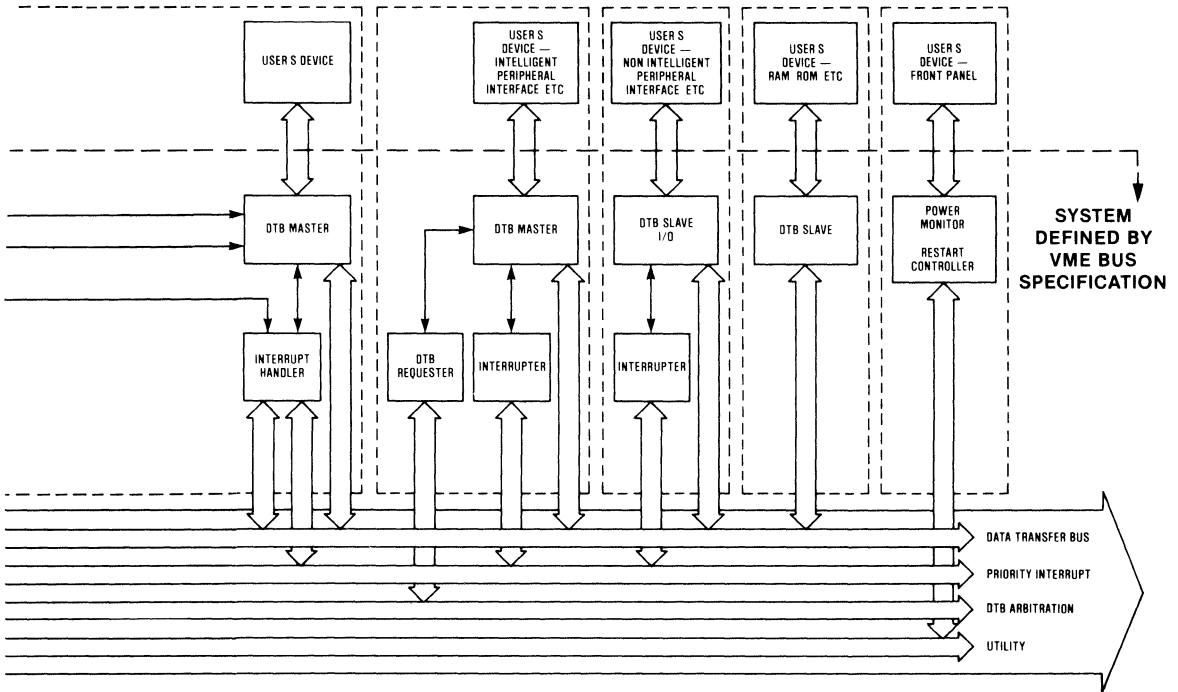 USER S DEVICE
USER S
DEVICE —
INTELLIGENT
PERIPHERAL
INTERFACE ETC
USER S
DEVICE —
NON INTELLIGENT
PERIPHERAL
INTERFACE ETC
USER S
DEVICE—
RAM ROM ETC
USER S
DEVICE —
FRONT PANEL
DTB MASTER
DTB MASTER
DTB SLAVE
I/O
DTB SLAVE
POWER
MONITOR
RESTART
CONTROLLER
SYSTEM
DEFINED BY
VME BUS
SPECIFICATION
INTERRUPT
HANDLER
DTB
REQUESTER
INTERRUPTER
INTERRUPTER
DATA TRANSFER BUS
PRIORITY INTERRUPT
DTB ARBITRATION
UTILITY